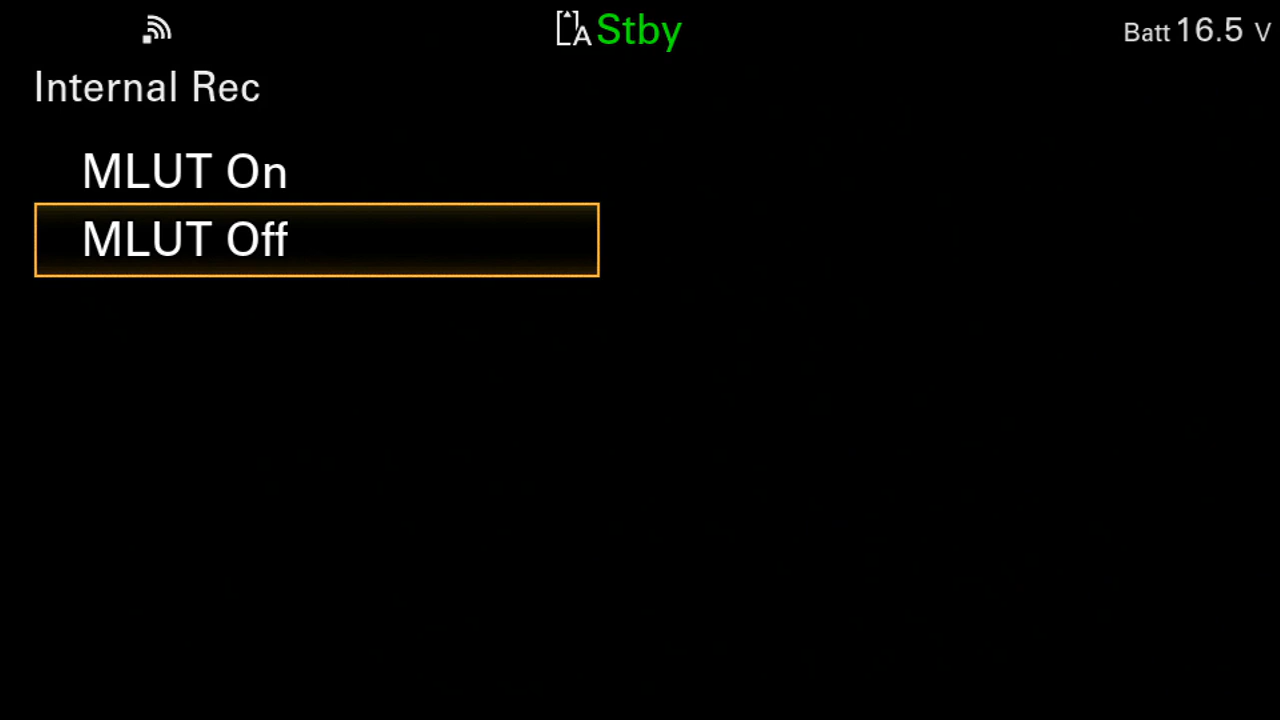 A Stby
Batt 16.5 V
Internal Rec
MLUT On
MLUT Off